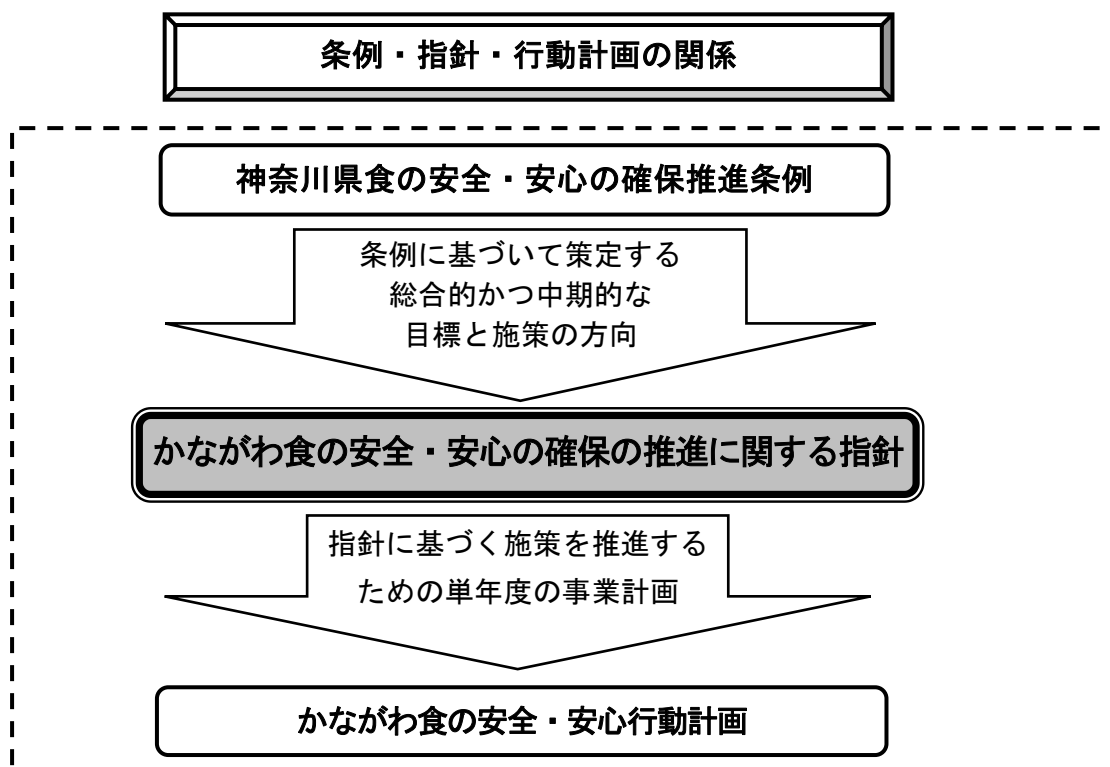 条例・指針・行動計画の関係
神奈川県食の安全・安心の確保推進条例
条例に基づいて策定する
総合的かつ中期的な
目標と施策の方向
かながわ食の安全・安心の確保の推進に関する指針
指針に基づく施策を推進する
ための単年度の事業計画
かながわ食の安全・安心行動計画